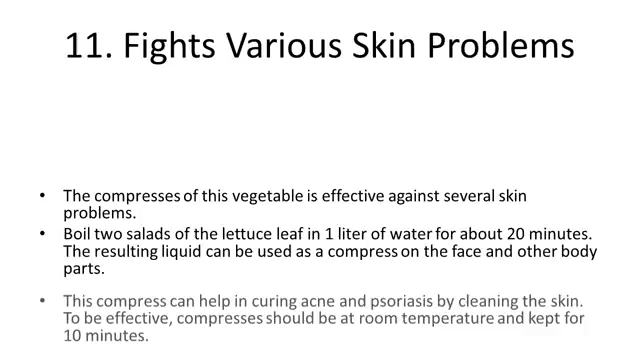 11. Fights Various Skin Problems
• The compresses of this vegetable is effective against several skin
problems.
• Boil two salads of the lettuce leaf in 1 liter of water for about 20 minutes.
The resulting liquid can be used as a compress on the face and other body
parts.
• This compress can help in curing acne and psoriasis by cleaning the skin.
To be effective, compresses should be at room temperature and kept for
10 minutes.